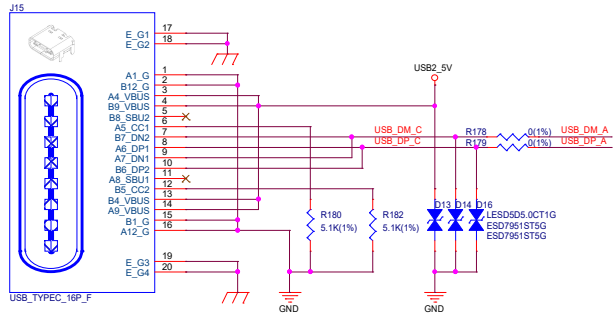 J15
E_G1 17
E_G2 18
A1_G 1
B12_G 2
A4_VBUS 3
B9_VBUS 4
B8_SBU2 5
A5_CC1 6
B7_DN2 7
A6_DP1 8
A7_DN1 9
B6_DP2 10
A8_SBU1 11
B5_CC2 12
B4_VBUS 13
A9_VBUS 14
B1_G 15
A12_G 16
E_G3 19
E_G4 20
USB_TYPEC_16P_F
USB2_5V
USB_DM_C R178 0(1%) USB_DM_A
USB_DP_C R179 0(1%) USB_DP_A
R180
5.1K(1%)
R182
5.1K(1%)
D13 D14 D16
LESD5D5.0CT1G
ESD7951ST5G
ESD7951ST5G
GND
GND